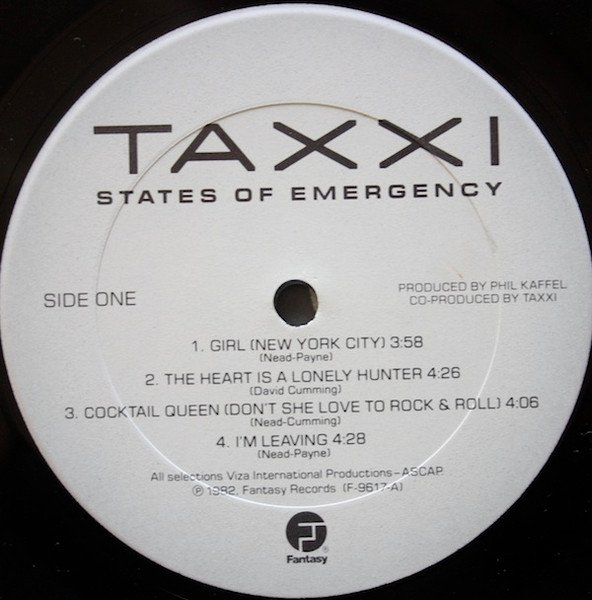 TAXXI
STATES OF EMERGENCY
SIDE ONE
PRODUCED BY PHIL KAFFEL
CO-PRODUCED BY TAXXI
1. GIRL (NEW YORK CITY) 3:58
(Nead-Payne)
2. THE HEART IS A LONELY HUNTER 4:26
(David Cumming)
3. COCKTAIL QUEEN (DON'T SHE LOVE TO ROCK & ROLL) 4:06
(Nead-Cumming)
4. I'M LEAVING 4:28
(Nead-Payne)
All selections Viza International Productions–ASCAP.
℗ 1982, Fantasy Records (F-9617-A)
FJ
®
Fantasy